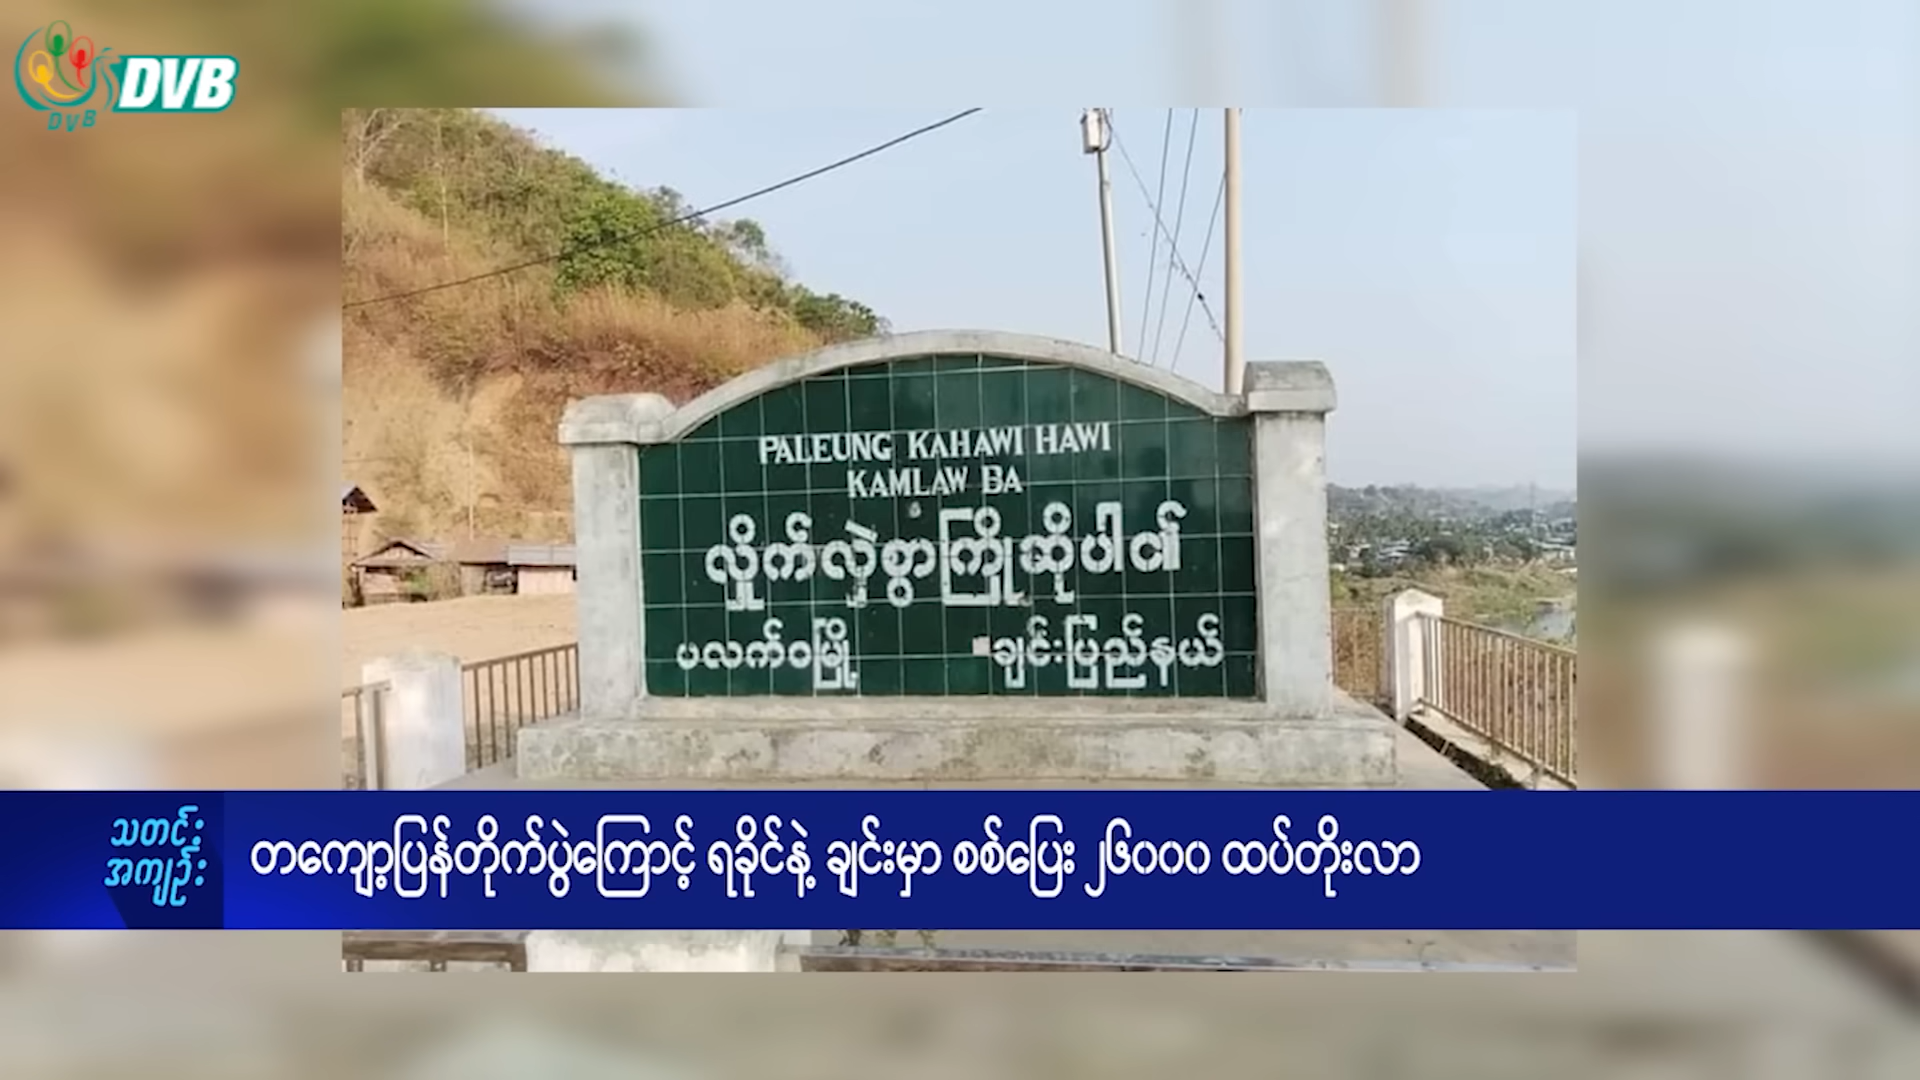 DVB
DVB
PALEUNG KAHAWI HAWI
KAMLAW BA
လှိုက်လှဲစွာကြိုဆိုပါ၏
ပလက်ဝမြို့ ချင်းပြည်နယ်
သတင်း
အကျဉ်း
တကျော့ပြန်တိုက်ပွဲကြောင့် ရခိုင်နဲ့ ချင်းမှာ စစ်ပြေး ၂၆၀၀၀ ထပ်တိုးလာ